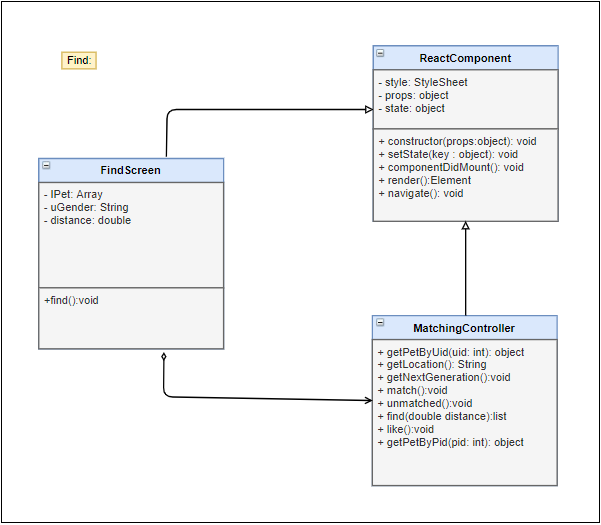 Find:
ReactComponent
- style: StyleSheet
- props: object
- state: object
+ constructor(props:object): void
+ setState(key : object): void
+ componentDidMount(): void
+ render():Element
+ navigate(): void
FindScreen
- lPet: Array
- uGender: String
- distance: double
+find():void
MatchingController
+ getPetByUid(uid: int): object
+ getLocation(): String
+ getNextGeneration():void
+ match():void
+ unmatched():void
+ find(double distance):list
+ like():void
+ getPetByPid(pid: int): object